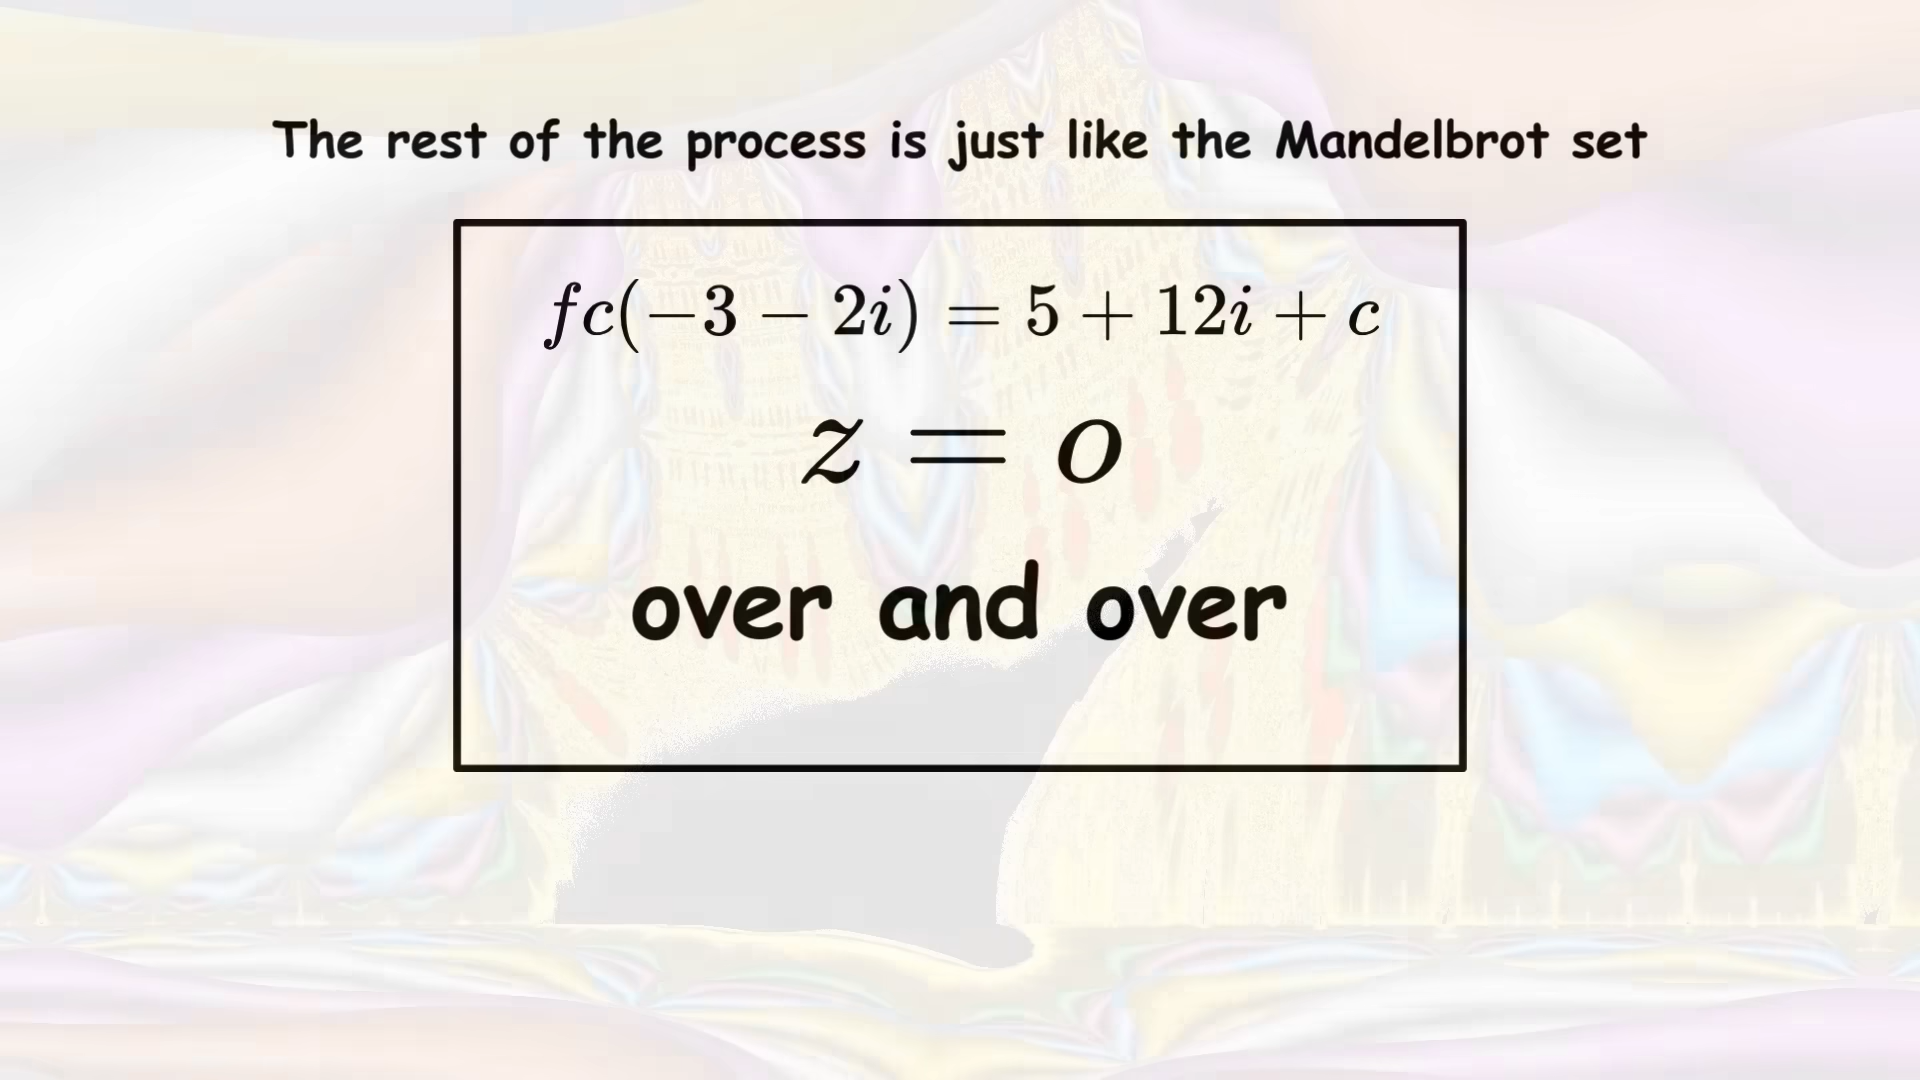 The rest of the process is just like the Mandelbrot set
fc(−3 − 2i) = 5 + 12i + c
z = o
over and over